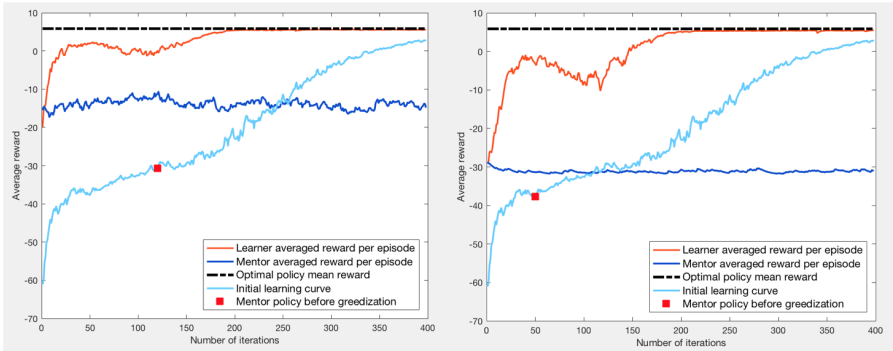 10
0
-10
-20
-30
-40
-50
-60
-70
Average reward
0 50 100 150 200 250 300 350 400
Number of iterations
Learner averaged reward per episode
Mentor averaged reward per episode
Optimal policy mean reward
Initial learning curve
Mentor policy before greedization
10
0
-10
-20
-30
-40
-50
-60
-70
Average reward
0 50 100 150 200 250 300 350 400
Number of iterations
Learner averaged reward per episode
Mentor averaged reward per episode
Optimal policy mean reward
Initial learning curve
Mentor policy before greedization